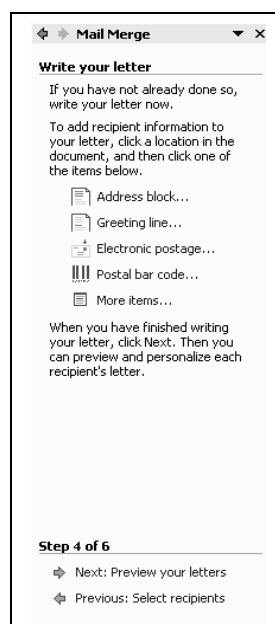 Mail Merge
Write your letter
If you have not already done so,
write your letter now.
To add recipient information to
your letter, click a location in the
document, and then click one of
the items below.
Address block...
Greeting line...
Electronic postage...
Postal bar code...
More items...
When you have finished writing
your letter, click Next. Then you
can preview and personalize each
recipient's letter.
Step 4 of 6
Next: Preview your letters
Previous: Select recipients